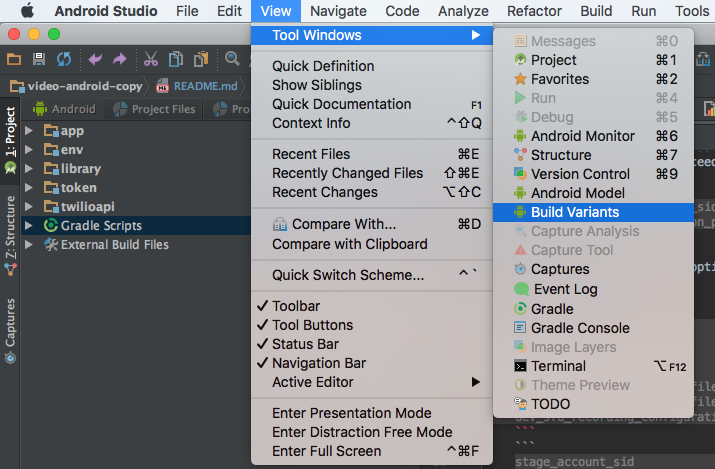 Android Studio File Edit View Navigate Code Analyze Refactor Build Run Tools
video-android-copy README.md
Android Project Files
1: Project
Z: Structure
Captures
app
env
library
token
twilioapi
Gradle Scripts
External Build Files
Tool Windows
Quick Definition
Show Siblings
Quick Documentation F1
Context Info ^⇧Q
Recent Files ⌘E
Recently Changed Files ⇧⌘E
Recent Changes ⌥⇧C
Compare With... ⌘D
Compare with Clipboard
Quick Switch Scheme... ^`
✓ Toolbar
✓ Tool Buttons
✓ Status Bar
✓ Navigation Bar
Active Editor
Enter Presentation Mode
Enter Distraction Free Mode
Enter Full Screen ^⌘F
Messages ⌘0
Project ⌘1
Favorites ⌘2
Run ⌘4
Debug ⌘5
Android Monitor ⌘6
Structure ⌘7
Version Control ⌘9
Android Model
Build Variants
Capture Analysis
Capture Tool
Captures
Event Log
Gradle
Gradle Console
Image Layers
Terminal ⌥F12
Theme Preview
TODO
```
```
stage_account_sid